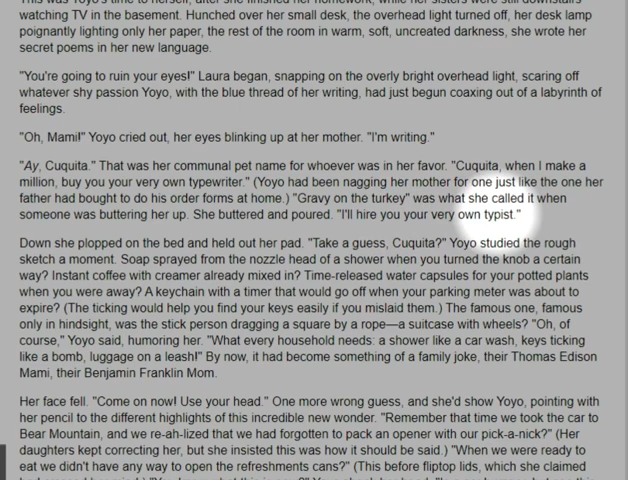 This was Yoyo's time to herself, after she finished her homework, while her sisters were still downstairs
watching TV in the basement. Hunched over her small desk, the overhead light turned off, her desk lamp
poignantly lighting only her paper, the rest of the room in warm, soft, uncreated darkness, she wrote her
secret poems in her new language.
"You're going to ruin your eyes!" Laura began, snapping on the overly bright overhead light, scaring off
whatever shy passion Yoyo, with the blue thread of her writing, had just begun coaxing out of a labyrinth of
feelings.
"Oh, Mami!" Yoyo cried out, her eyes blinking up at her mother. "I'm writing."
"Ay, Cuquita." That was her communal pet name for whoever was in her favor. "Cuquita, when I make a
million, buy you your very own typewriter." (Yoyo had been nagging her mother for one just like the one her
father had bought to do his order forms at home.) "Gravy on the turkey" was what she called it when
someone was buttering her up. She buttered and poured. "I'll hire you your very own typist."
Down she plopped on the bed and held out her pad. "Take a guess, Cuquita?" Yoyo studied the rough
sketch a moment. Soap sprayed from the nozzle head of a shower when you turned the knob a certain
way? Instant coffee with creamer already mixed in? Time-released water capsules for your potted plants
when you were away? A keychain with a timer that would go off when your parking meter was about to
expire? (The ticking would help you find your keys easily if you mislaid them.) The famous one, famous
only in hindsight, was the stick person dragging a square by a rope—a suitcase with wheels? "Oh, of
course," Yoyo said, humoring her. "What every household needs: a shower like a car wash, keys ticking
like a bomb, luggage on a leash!" By now, it had become something of a family joke, their Thomas Edison
Mami, their Benjamin Franklin Mom.
Her face fell. "Come on now! Use your head." One more wrong guess, and she'd show Yoyo, pointing with
her pencil to the different highlights of this incredible new wonder. "Remember that time we took the car to
Bear Mountain, and we re-ah-lized that we had forgotten to pack an opener with our pick-a-nick?" (Her
daughters kept correcting her, but she insisted this was how it should be said.) "When we were ready to
eat we didn't have any way to open the refreshments cans?" (This before fliptop lids, which she claimed